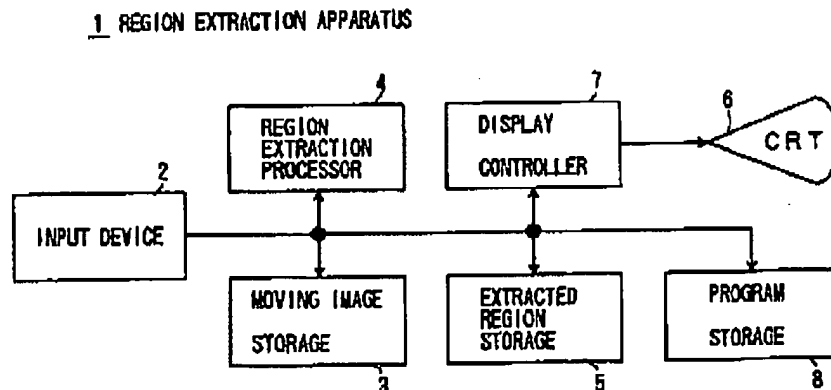 1 REGION EXTRACTION APPARATUS
4
REGION
EXTRACTION
PROCESSOR
7
DISPLAY
CONTROLLER
6
CRT
2
INPUT DEVICE
MOVING IMAGE
STORAGE
3
EXTRACTED
REGION
STORAGE
5
PROGRAM
STORAGE
8